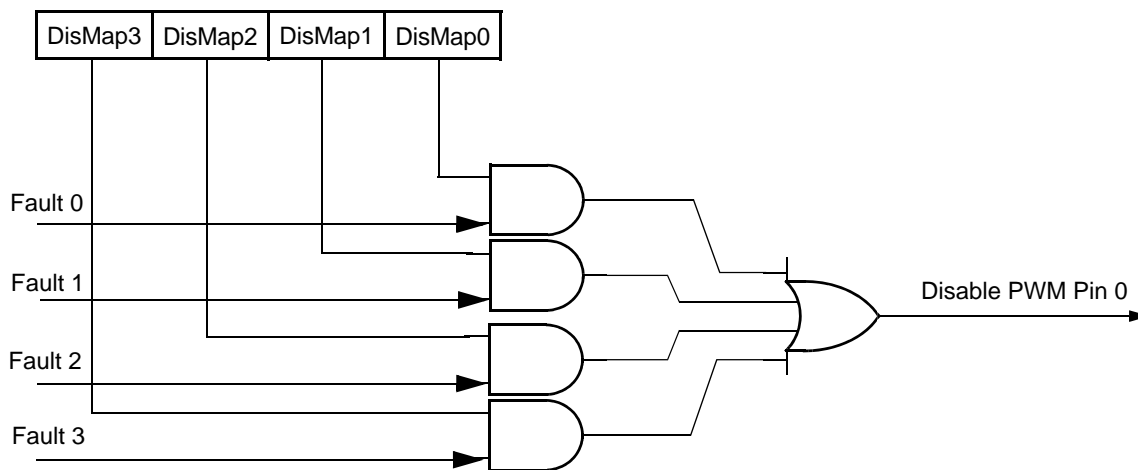 DisMap3 DisMap2 DisMap1 DisMap0
Fault 0
Fault 1
Disable PWM Pin 0
Fault 2
Fault 3